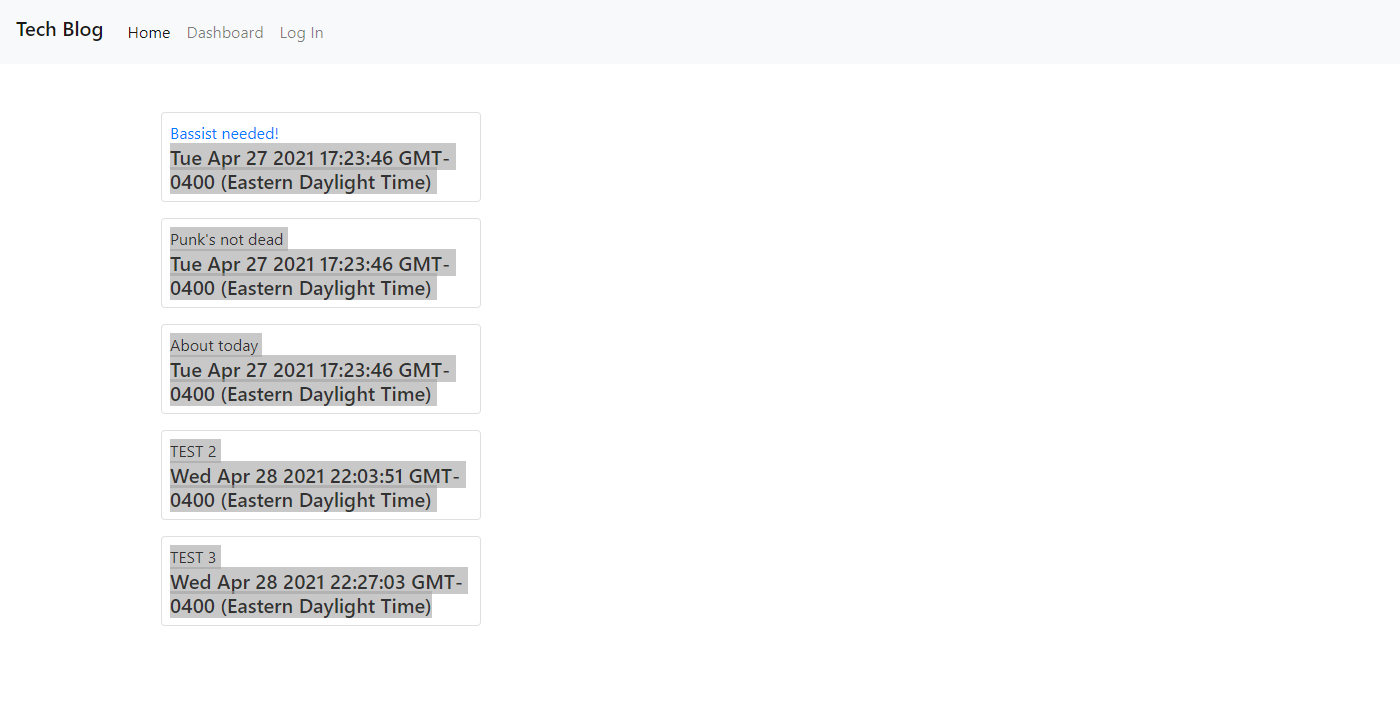 Tech Blog Home Dashboard Log In
Bassist needed!
Tue Apr 27 2021 17:23:46 GMT-
0400 (Eastern Daylight Time)
Punk's not dead
Tue Apr 27 2021 17:23:46 GMT-
0400 (Eastern Daylight Time)
About today
Tue Apr 27 2021 17:23:46 GMT-
0400 (Eastern Daylight Time)
TEST 2
Wed Apr 28 2021 22:03:51 GMT-
0400 (Eastern Daylight Time)
TEST 3
Wed Apr 28 2021 22:27:03 GMT-
0400 (Eastern Daylight Time)